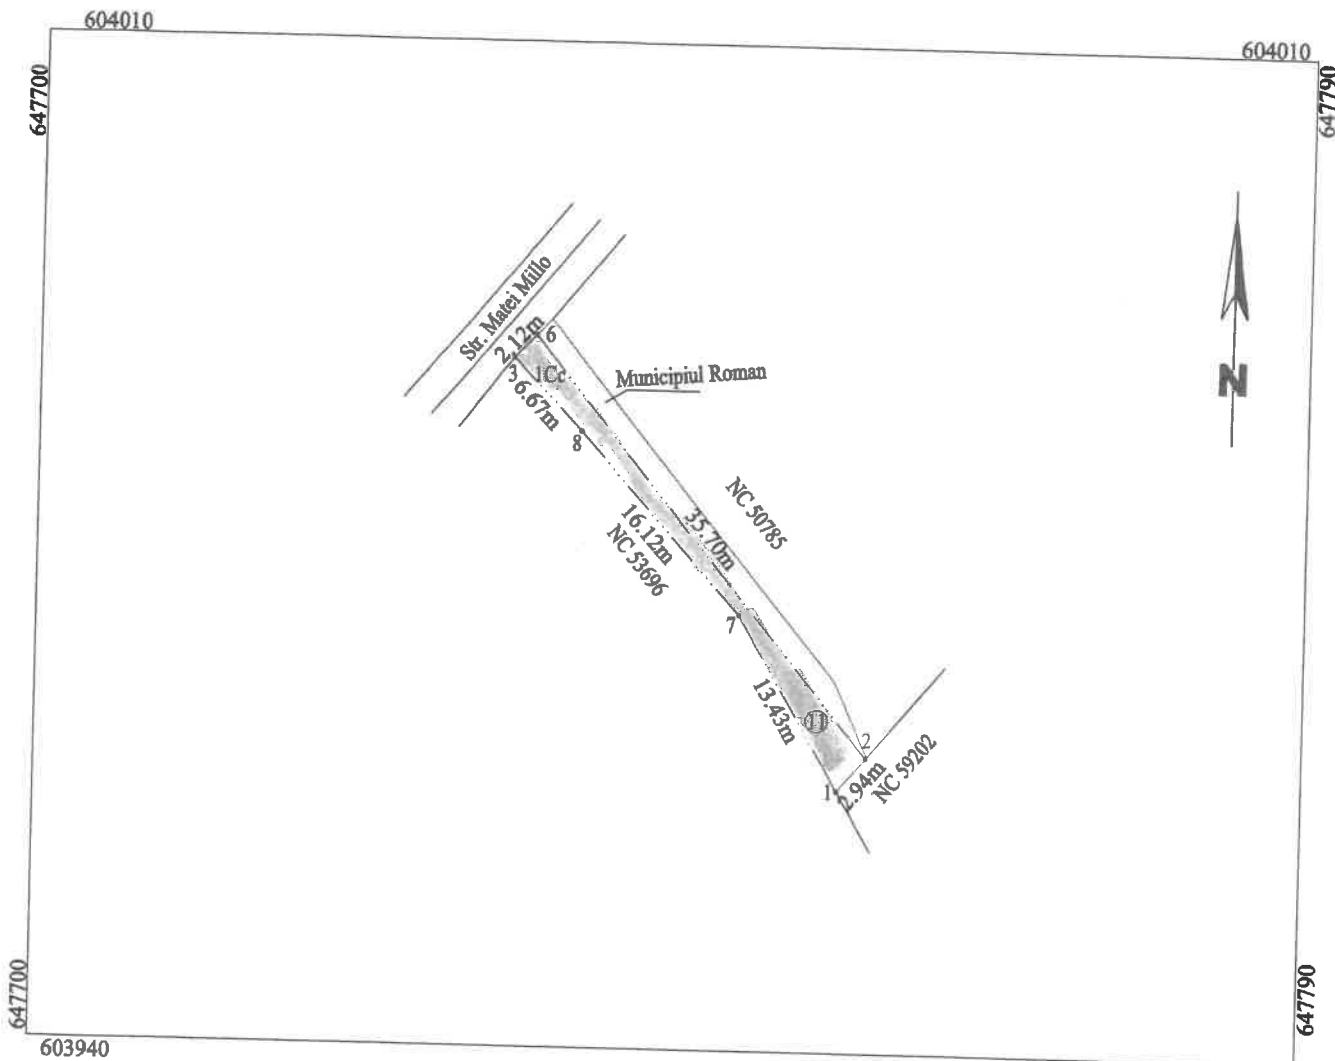 604010
604010
647700
647790
Str. Matei Millo
2.12m
6
3
1Cc
Municipiul Roman
6.67m
8
N
NC 50785
35.70m
16.12m
NC 53696
7
13.43m
11
2
1
2.94m
NC 59202
647700
647790
603940